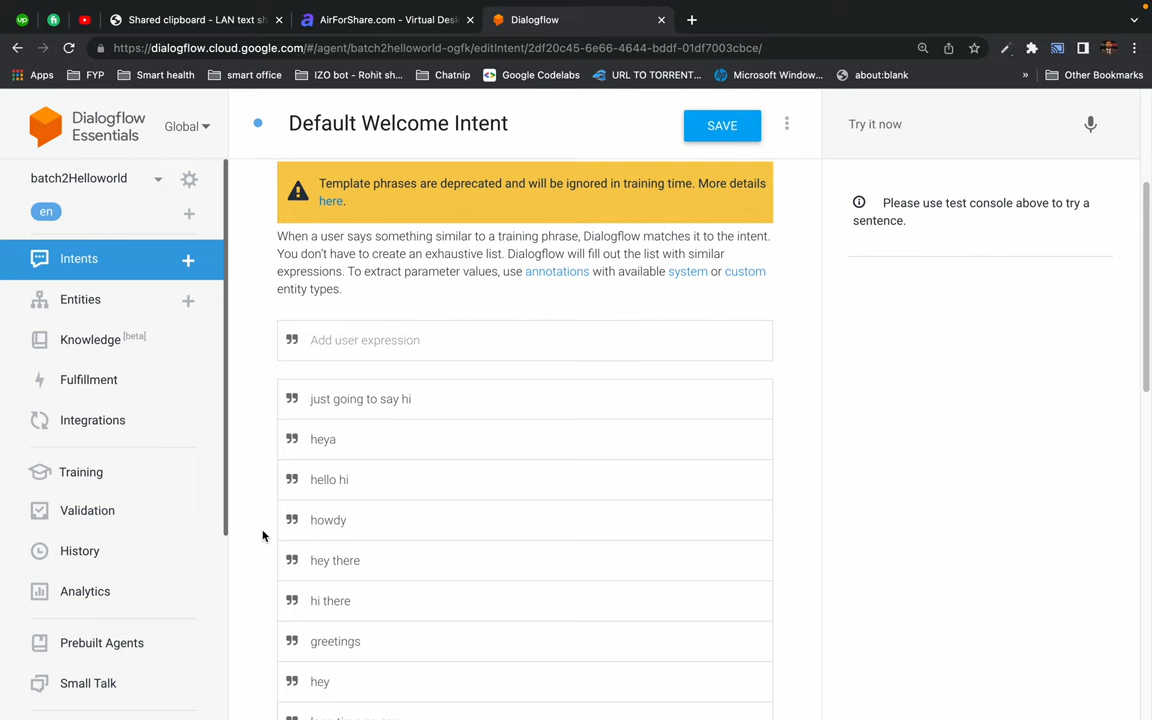 Shared clipboard - LAN text sh
AirForShare.com - Virtual Desk
Dialogflow
https://dialogflow.cloud.google.com/#/agent/batch2helloworld-ogfk/editIntent/2df20c45-6e66-4644-bddf-01df7003cbce/
Apps
FYP
Smart health
smart office
IZO bot - Rohit sh...
Chatnip
Google Codelabs
URL TO TORRENT...
Microsoft Window...
about:blank
»
Other Bookmarks
Dialogflow
Essentials
Global
Default Welcome Intent
SAVE
Try it now
batch2Helloworld
en
Intents
Entities
Knowledge [beta]
Fulfillment
Integrations
Training
Validation
History
Analytics
Prebuilt Agents
Small Talk
Template phrases are deprecated and will be ignored in training time. More details
here.
When a user says something similar to a training phrase, Dialogflow matches it to the intent.
You don't have to create an exhaustive list. Dialogflow will fill out the list with similar
expressions. To extract parameter values, use annotations with available system or custom
entity types.
Add user expression
just going to say hi
heya
hello hi
howdy
hey there
hi there
greetings
hey
Please use test console above to try a
sentence.